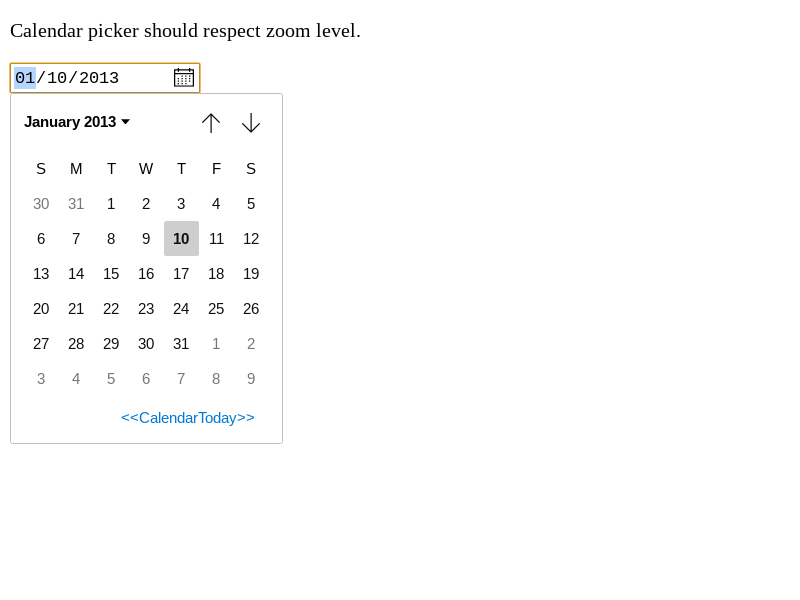 Calendar picker should respect zoom level.
01/10/2013
January 2013
S M T W T F S
30 31 1 2 3 4 5
6 7 8 9 10 11 12
13 14 15 16 17 18 19
20 21 22 23 24 25 26
27 28 29 30 31 1 2
3 4 5 6 7 8 9
<<CalendarToday>>